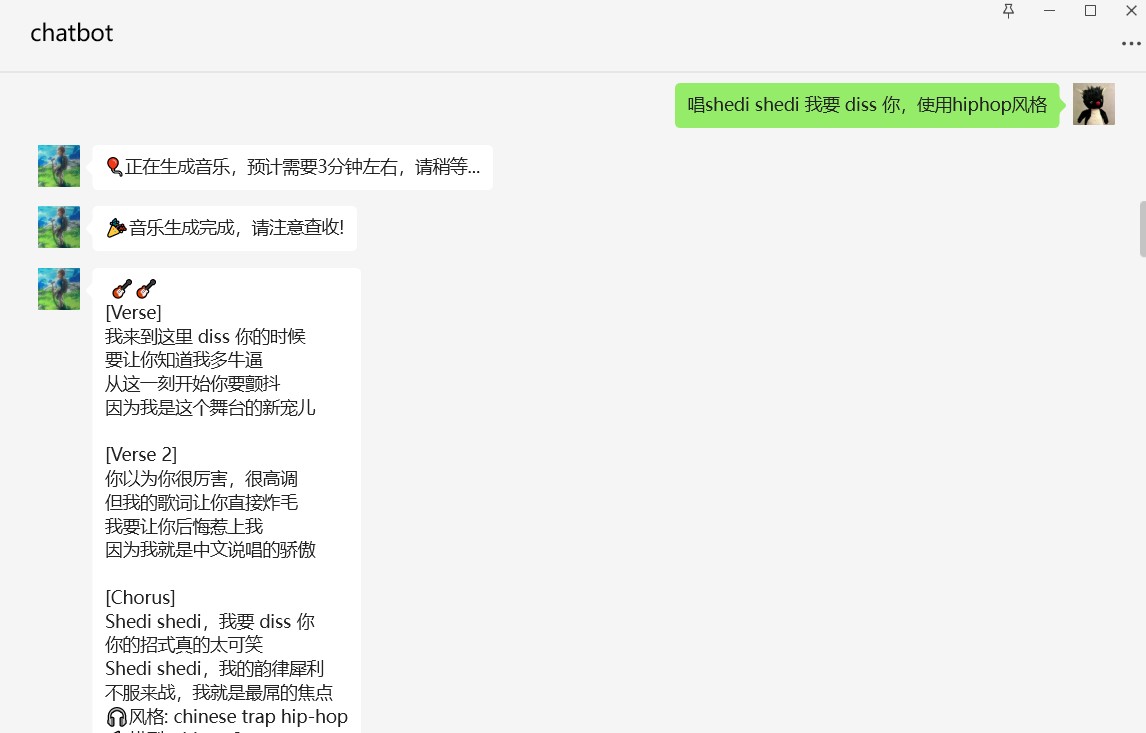 chatbot
唱shedi shedi 我要 diss 你，使用hiphop风格
正在生成音乐，预计需要3分钟左右，请稍等...
音乐生成完成，请注意查收!
[Verse]
我来到这里 diss 你的时候
要让你知道我多牛逼
从这一刻开始你要颤抖
因为我是这个舞台的新宠儿
[Verse 2]
你以为你很厉害，很高调
但我的歌词让你直接炸毛
我要让你后悔惹上我
因为我就是中文说唱的骄傲
[Chorus]
Shedi shedi，我要 diss 你
你的招式真的太可笑
Shedi shedi，我的韵律犀利
不服来战，我就是最屌的焦点
风格: chinese trap hip-hop